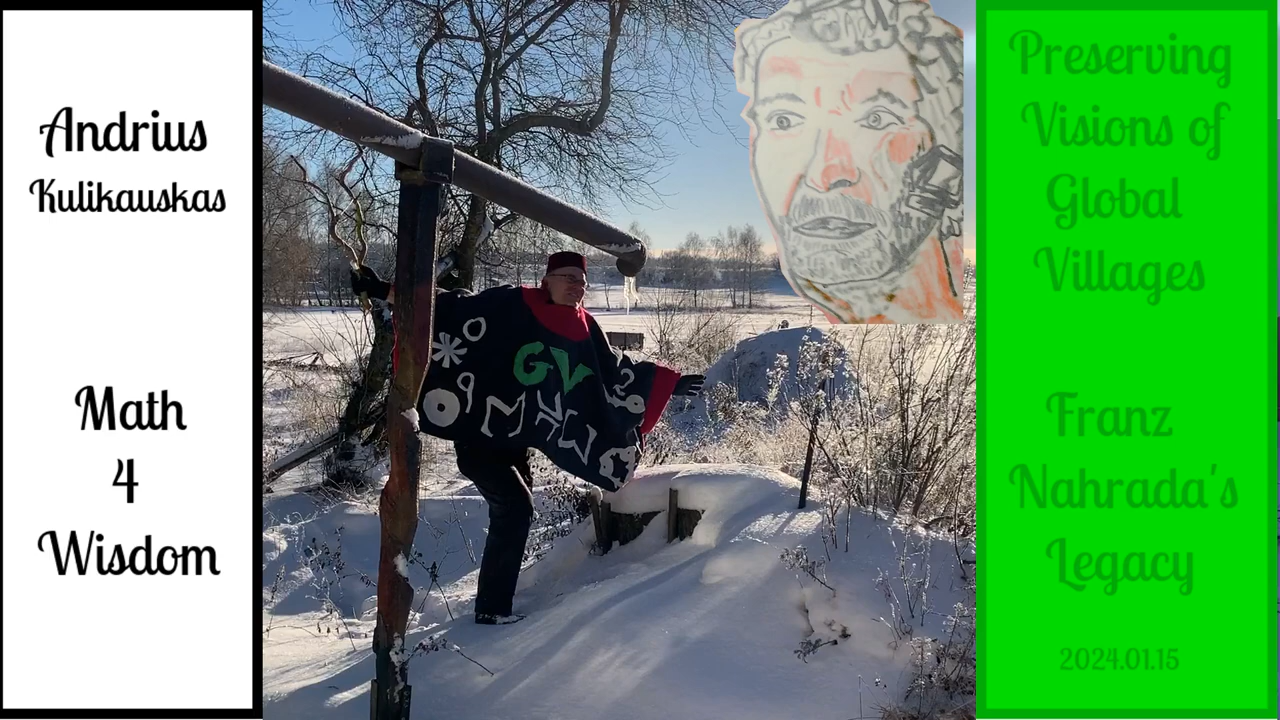 Andrius
Kulikauskas
Math
4
Wisdom
GV
Preserving
Visions of
Global
Villages
Franz
Nahrada's
Legacy
2024.01.15